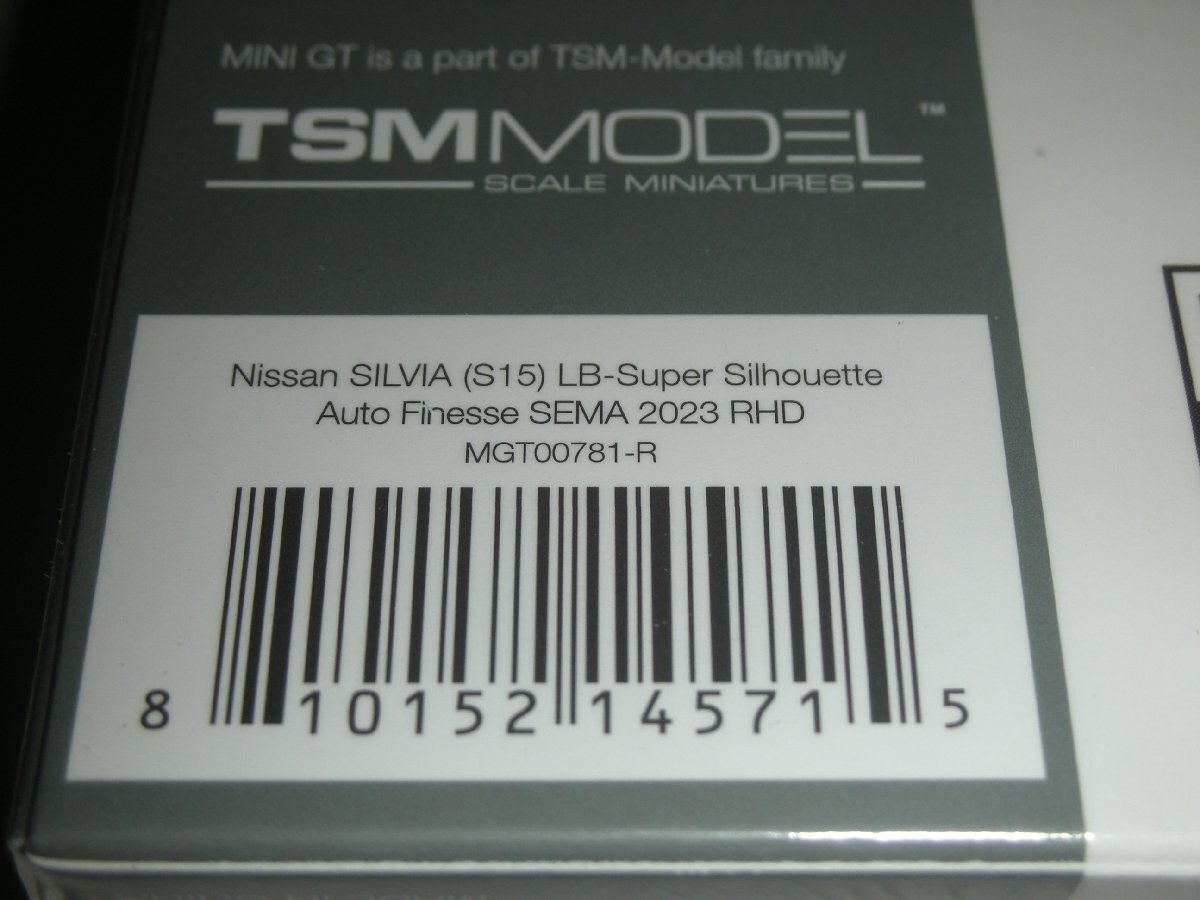 MINI GT is a part of TSM-Model family
TSMMODEL™
SCALE MINIATURES
Nissan SILVIA (S15) LB-Super Silhouette
Auto Finesse SEMA 2023 RHD
MGT00781-R
8 10152 14571 5